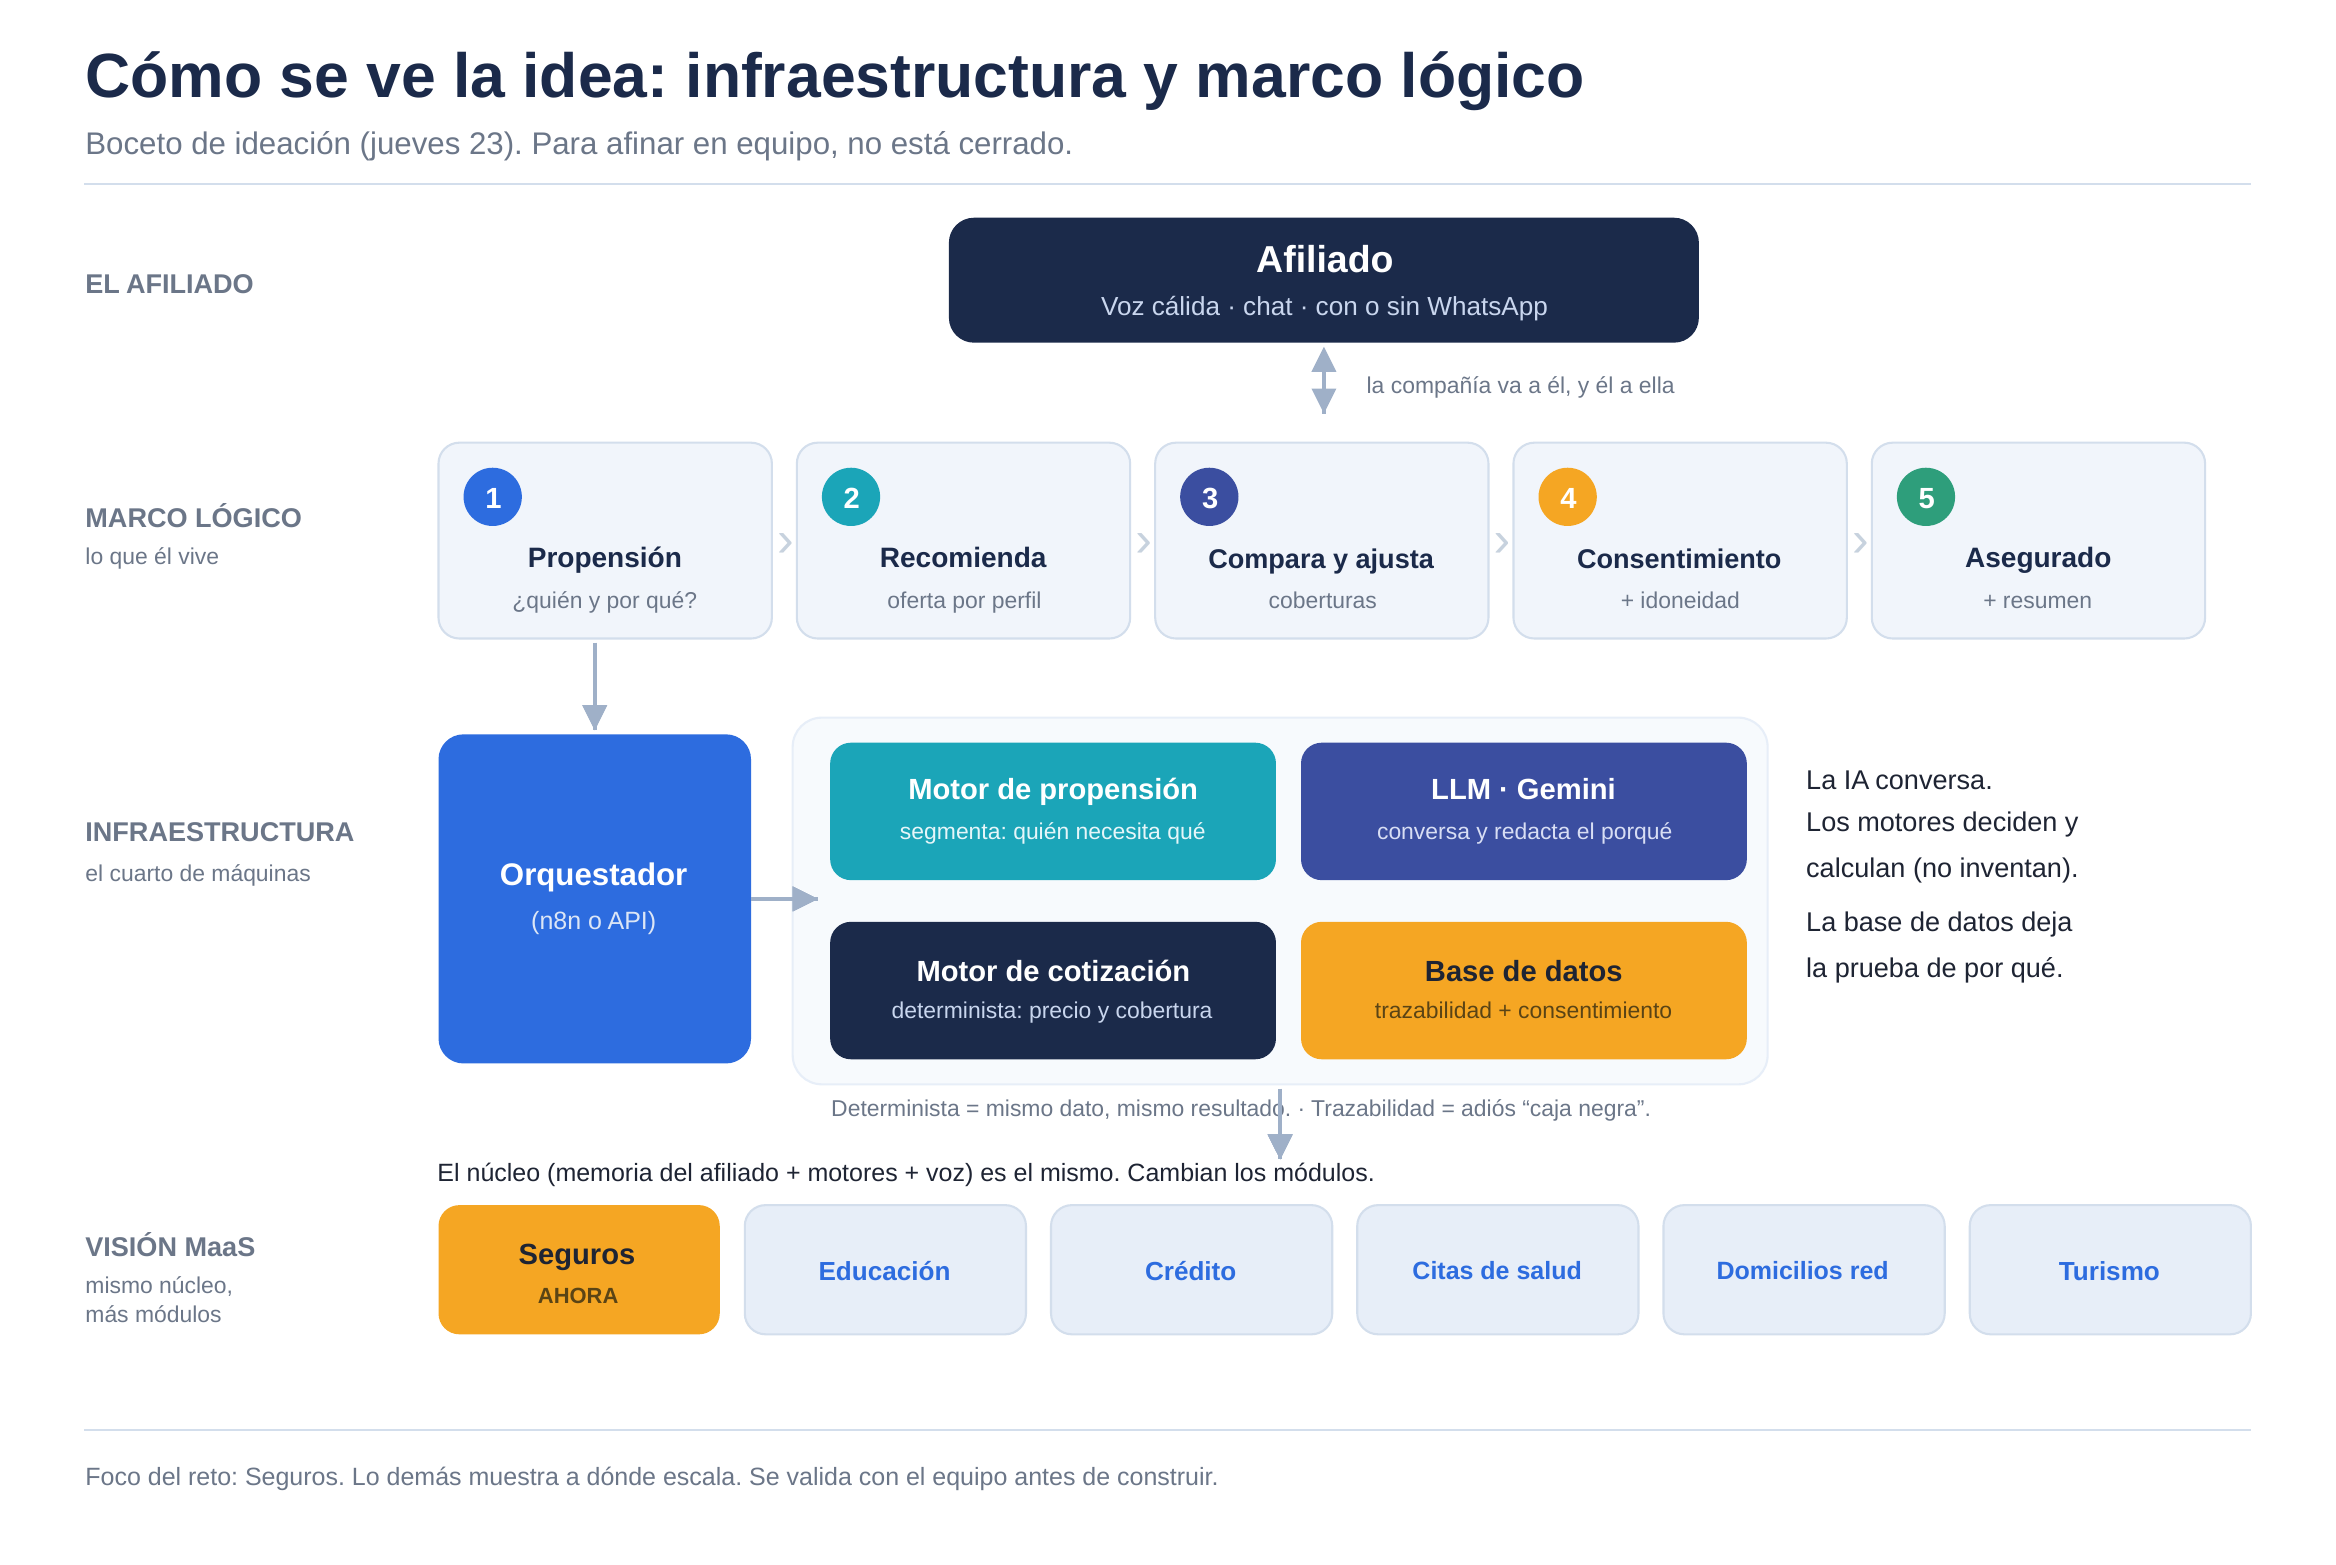 Cómo se ve la idea: infraestructura y marco lógico
Boceto de ideación (jueves 23). Para afinar en equipo, no está cerrado.
EL AFILIADO
Afiliado
Voz cálida · chat · con o sin WhatsApp
la compañía va a él, y él a ella
MARCO LÓGICO
lo que él vive
1
Propensión
¿quién y por qué?
›
2
Recomienda
oferta por perfil
›
3
Compara y ajusta
coberturas
›
4
Consentimiento
+ idoneidad
›
5
Asegurado
+ resumen
INFRAESTRUCTURA
el cuarto de máquinas
Orquestador
(n8n o API)
Motor de propensión
segmenta: quién necesita qué
LLM · Gemini
conversa y redacta el porqué
Motor de cotización
determinista: precio y cobertura
Base de datos
trazabilidad + consentimiento
La IA conversa.
Los motores deciden y
calculan (no inventan).
La base de datos deja
la prueba de por qué.
Determinista = mismo dato, mismo resultado. · Trazabilidad = adiós “caja negra”.
El núcleo (memoria del afiliado + motores + voz) es el mismo. Cambian los módulos.
VISIÓN MaaS
mismo núcleo,
más módulos
Seguros
AHORA
Educación
Crédito
Citas de salud
Domicilios red
Turismo
Foco del reto: Seguros. Lo demás muestra a dónde escala. Se valida con el equipo antes de construir.